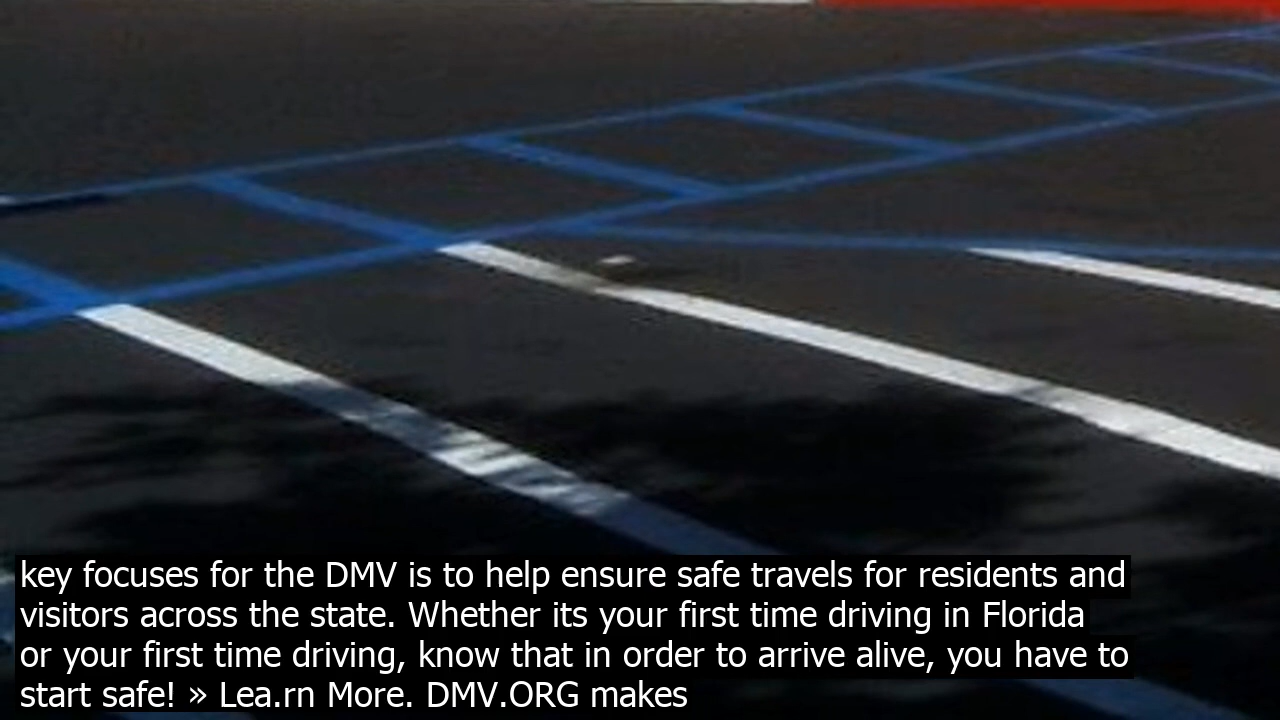 key focuses for the DMV is to help ensure safe travels for residents and
visitors across the state. Whether its your first time driving in Florida
or your first time driving, know that in order to arrive alive, you have to
start safe! » Lea.rn More. DMV.ORG makes